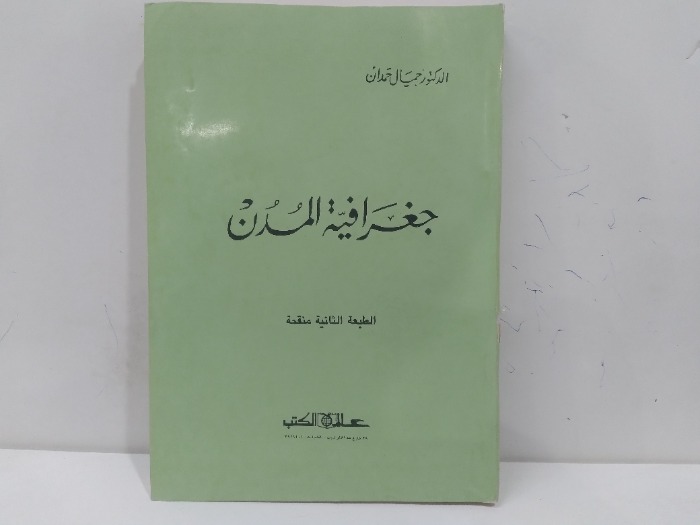 الدكتور جمال حمدان
جغرافية المدن
الطبعة الثانية منقحة
عالم الكتب